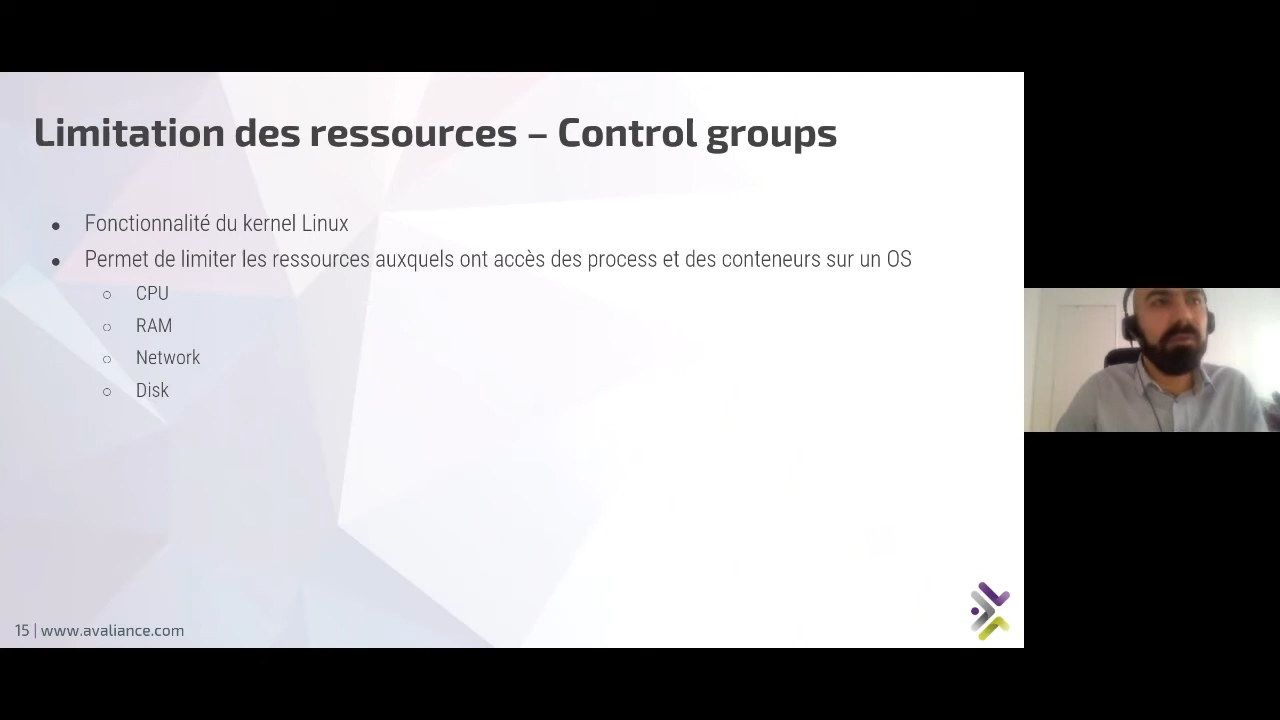 Limitation des ressources – Control groups
● Fonctionnalité du kernel Linux
● Permet de limiter les ressources auxquels ont accès des process et des conteneurs sur un OS
○ CPU
○ RAM
○ Network
○ Disk
15 | www.avaliance.com